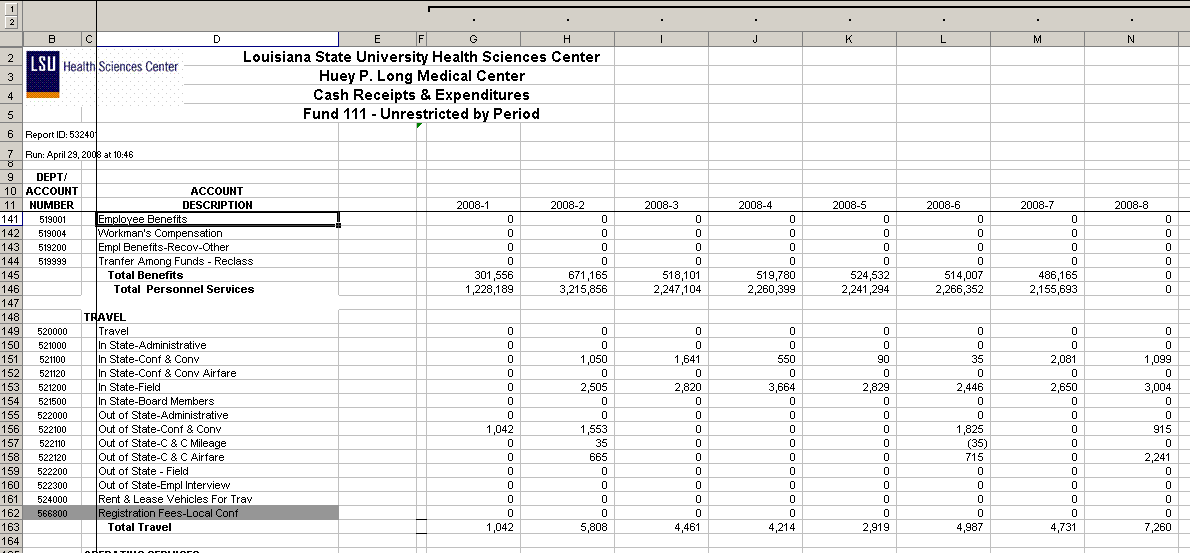 1
2
B C D E F G H I J K L M N
2 LSU Health Sciences Center Louisiana State University Health Sciences Center
3 Huey P. Long Medical Center
4 Cash Receipts & Expenditures
5 Fund 111 - Unrestricted by Period
6 Report ID: 53240
7 Run: April 29, 2008 at 10:46
8
9 DEPT/
10 ACCOUNT ACCOUNT
11 NUMBER DESCRIPTION 2008-1 2008-2 2008-3 2008-4 2008-5 2008-6 2008-7 2008-8
141 519001 Employee Benefits 0 0 0 0 0 0 0 0
142 519004 Workman's Compensation 0 0 0 0 0 0 0 0
143 519200 Empl Benefits-Recov-Other 0 0 0 0 0 0 0 0
144 519999 Tranfer Among Funds - Reclass 0 0 0 0 0 0 0 0
145 Total Benefits 301,556 671,165 518,101 519,780 524,532 514,007 486,165 0
146 Total Personnel Services 1,228,189 3,215,856 2,247,104 2,260,399 2,241,294 2,266,352 2,155,693 0
147
148 TRAVEL
149 520000 Travel 0 0 0 0 0 0 0 0
150 521000 In State-Administrative 0 0 0 0 0 0 0 0
151 521100 In State-Conf & Conv 0 1,050 1,641 550 90 35 2,081 1,099
152 521120 In State-Conf & Conv Airfare 0 0 0 0 0 0 0 0
153 521200 In State-Field 0 2,505 2,820 3,664 2,829 2,446 2,650 3,004
154 521500 In State-Board Members 0 0 0 0 0 0 0 0
155 522000 Out of State-Administrative 0 0 0 0 0 0 0 0
156 522100 Out of State-Conf & Conv 1,042 1,553 0 0 0 1,825 0 915
157 522110 Out of State-C & C Mileage 0 35 0 0 0 (35) 0 0
158 522120 Out of State-C & C Airfare 0 665 0 0 0 715 0 2,241
159 522200 Out of State - Field 0 0 0 0 0 0 0 0
160 522300 Out of State-Empl Interview 0 0 0 0 0 0 0 0
161 524000 Rent & Lease Vehicles For Trav 0 0 0 0 0 0 0 0
162 566800 Registration Fees-Local Conf 0 0 0 0 0 0 0 0
163 Total Travel 1,042 5,808 4,461 4,214 2,919 4,987 4,731 7,260
164